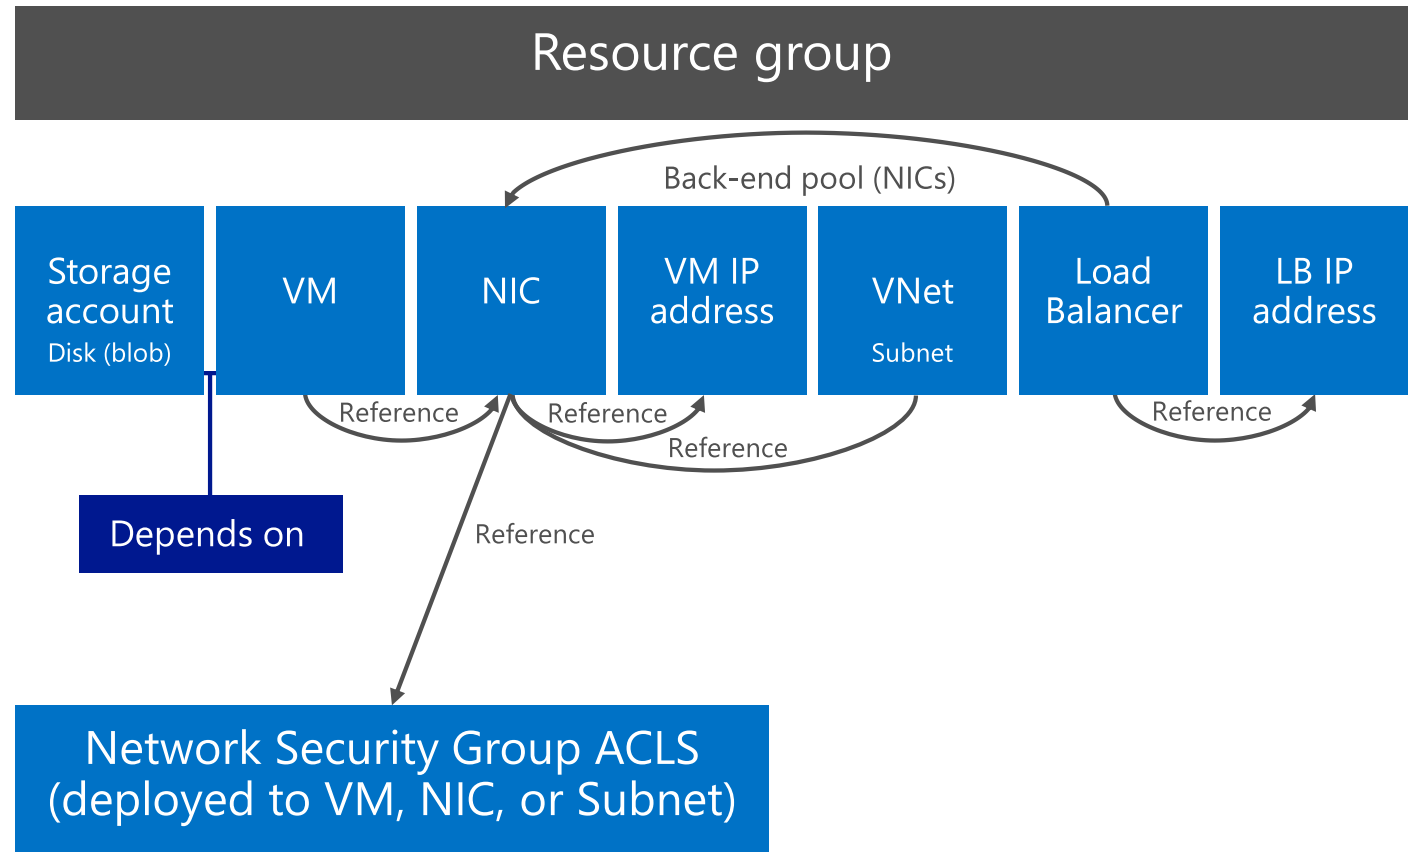 Resource group
Back-end pool (NICs)
Storage
account
Disk (blob)
VM
NIC
VM IP
address
VNet
Subnet
Load
Balancer
LB IP
address
Reference
Reference
Reference
Reference
Depends on
Reference
Network Security Group ACLS
(deployed to VM, NIC, or Subnet)